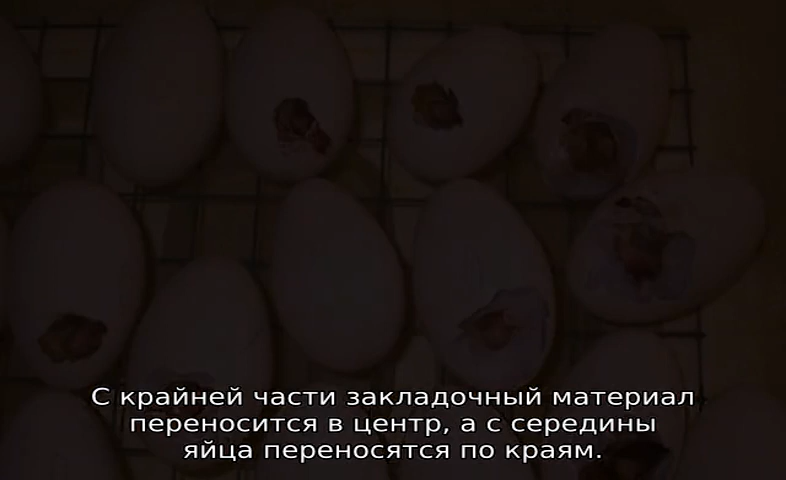 С крайней части закладочный материал
переносится в центр, а с середины
яйца переносятся по краям.